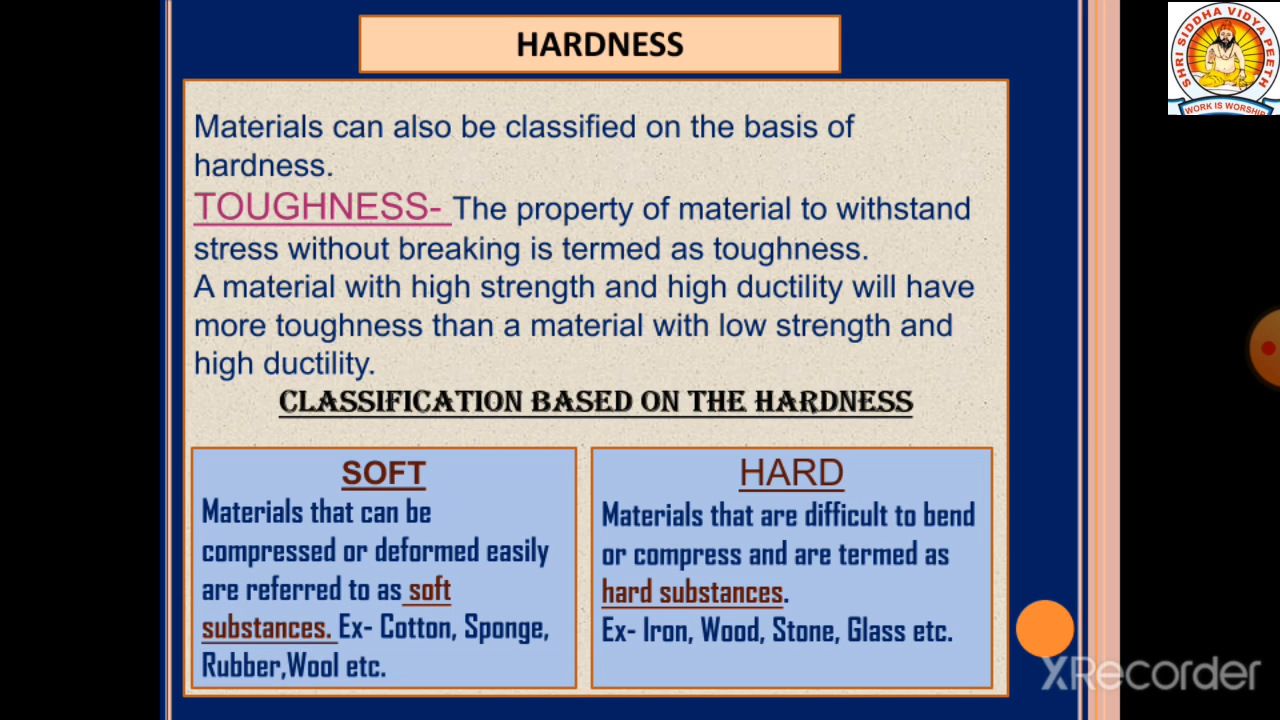 HARDNESS
Materials can also be classified on the basis of
hardness.
TOUGHNESS- The property of material to withstand
stress without breaking is termed as toughness.
A material with high strength and high ductility will have
more toughness than a material with low strength and
high ductility.
CLASSIFICATION BASED ON THE HARDNESS
SOFT
Materials that can be
compressed or deformed easily
are referred to as soft
substances. Ex- Cotton, Sponge,
Rubber,Wool etc.
HARD
Materials that are difficult to bend
or compress and are termed as
hard substances.
Ex- Iron, Wood, Stone, Glass etc.
SHRI SIDDHA VIDYA PEETH
WORK IS WORSHIP
XRecorder